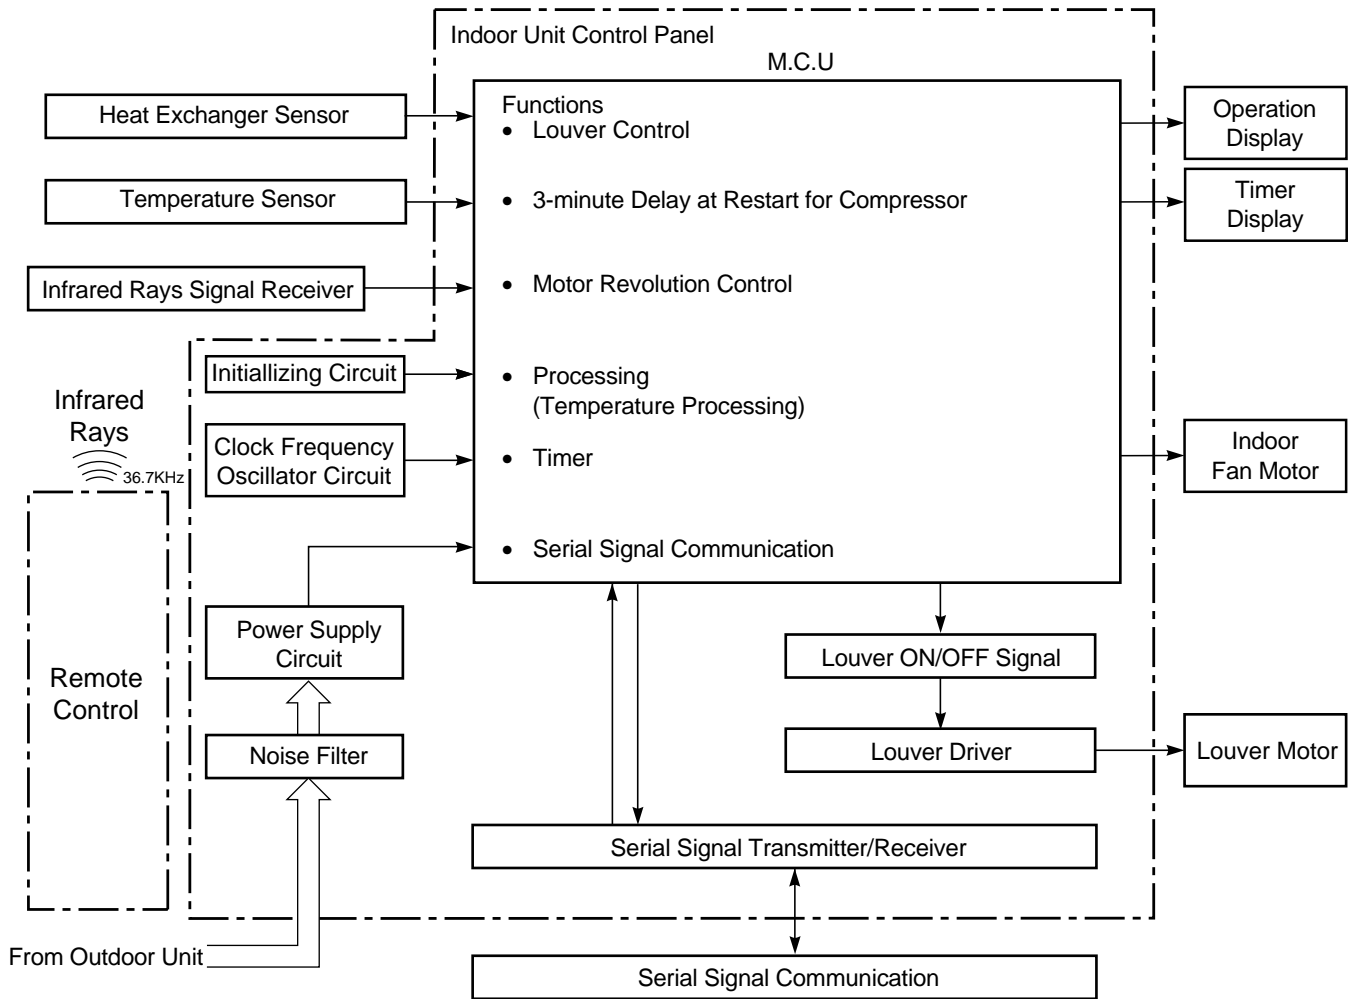 Indoor Unit Control Panel
M.C.U
Heat Exchanger Sensor
Temperature Sensor
Infrared Rays Signal Receiver
Functions
• Louver Control
• 3-minute Delay at Restart for Compressor
• Motor Revolution Control
• Processing
(Temperature Processing)
• Timer
• Serial Signal Communication
Operation
Display
Timer
Display
Initiallizing Circuit
Clock Frequency
Oscillator Circuit
Infrared
Rays
36.7KHz
Remote
Control
Indoor
Fan Motor
Power Supply
Circuit
Noise Filter
Louver ON/OFF Signal
Louver Driver
Louver Motor
Serial Signal Transmitter/Receiver
From Outdoor Unit
Serial Signal Communication